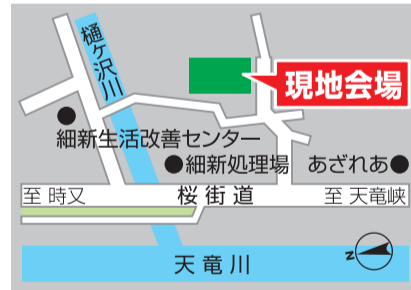 樋ヶ沢川
現地会場
細新生活改善センター
細新処理場
あざれあ
至 時又
桜街道
至 天竜峡
天竜川
N